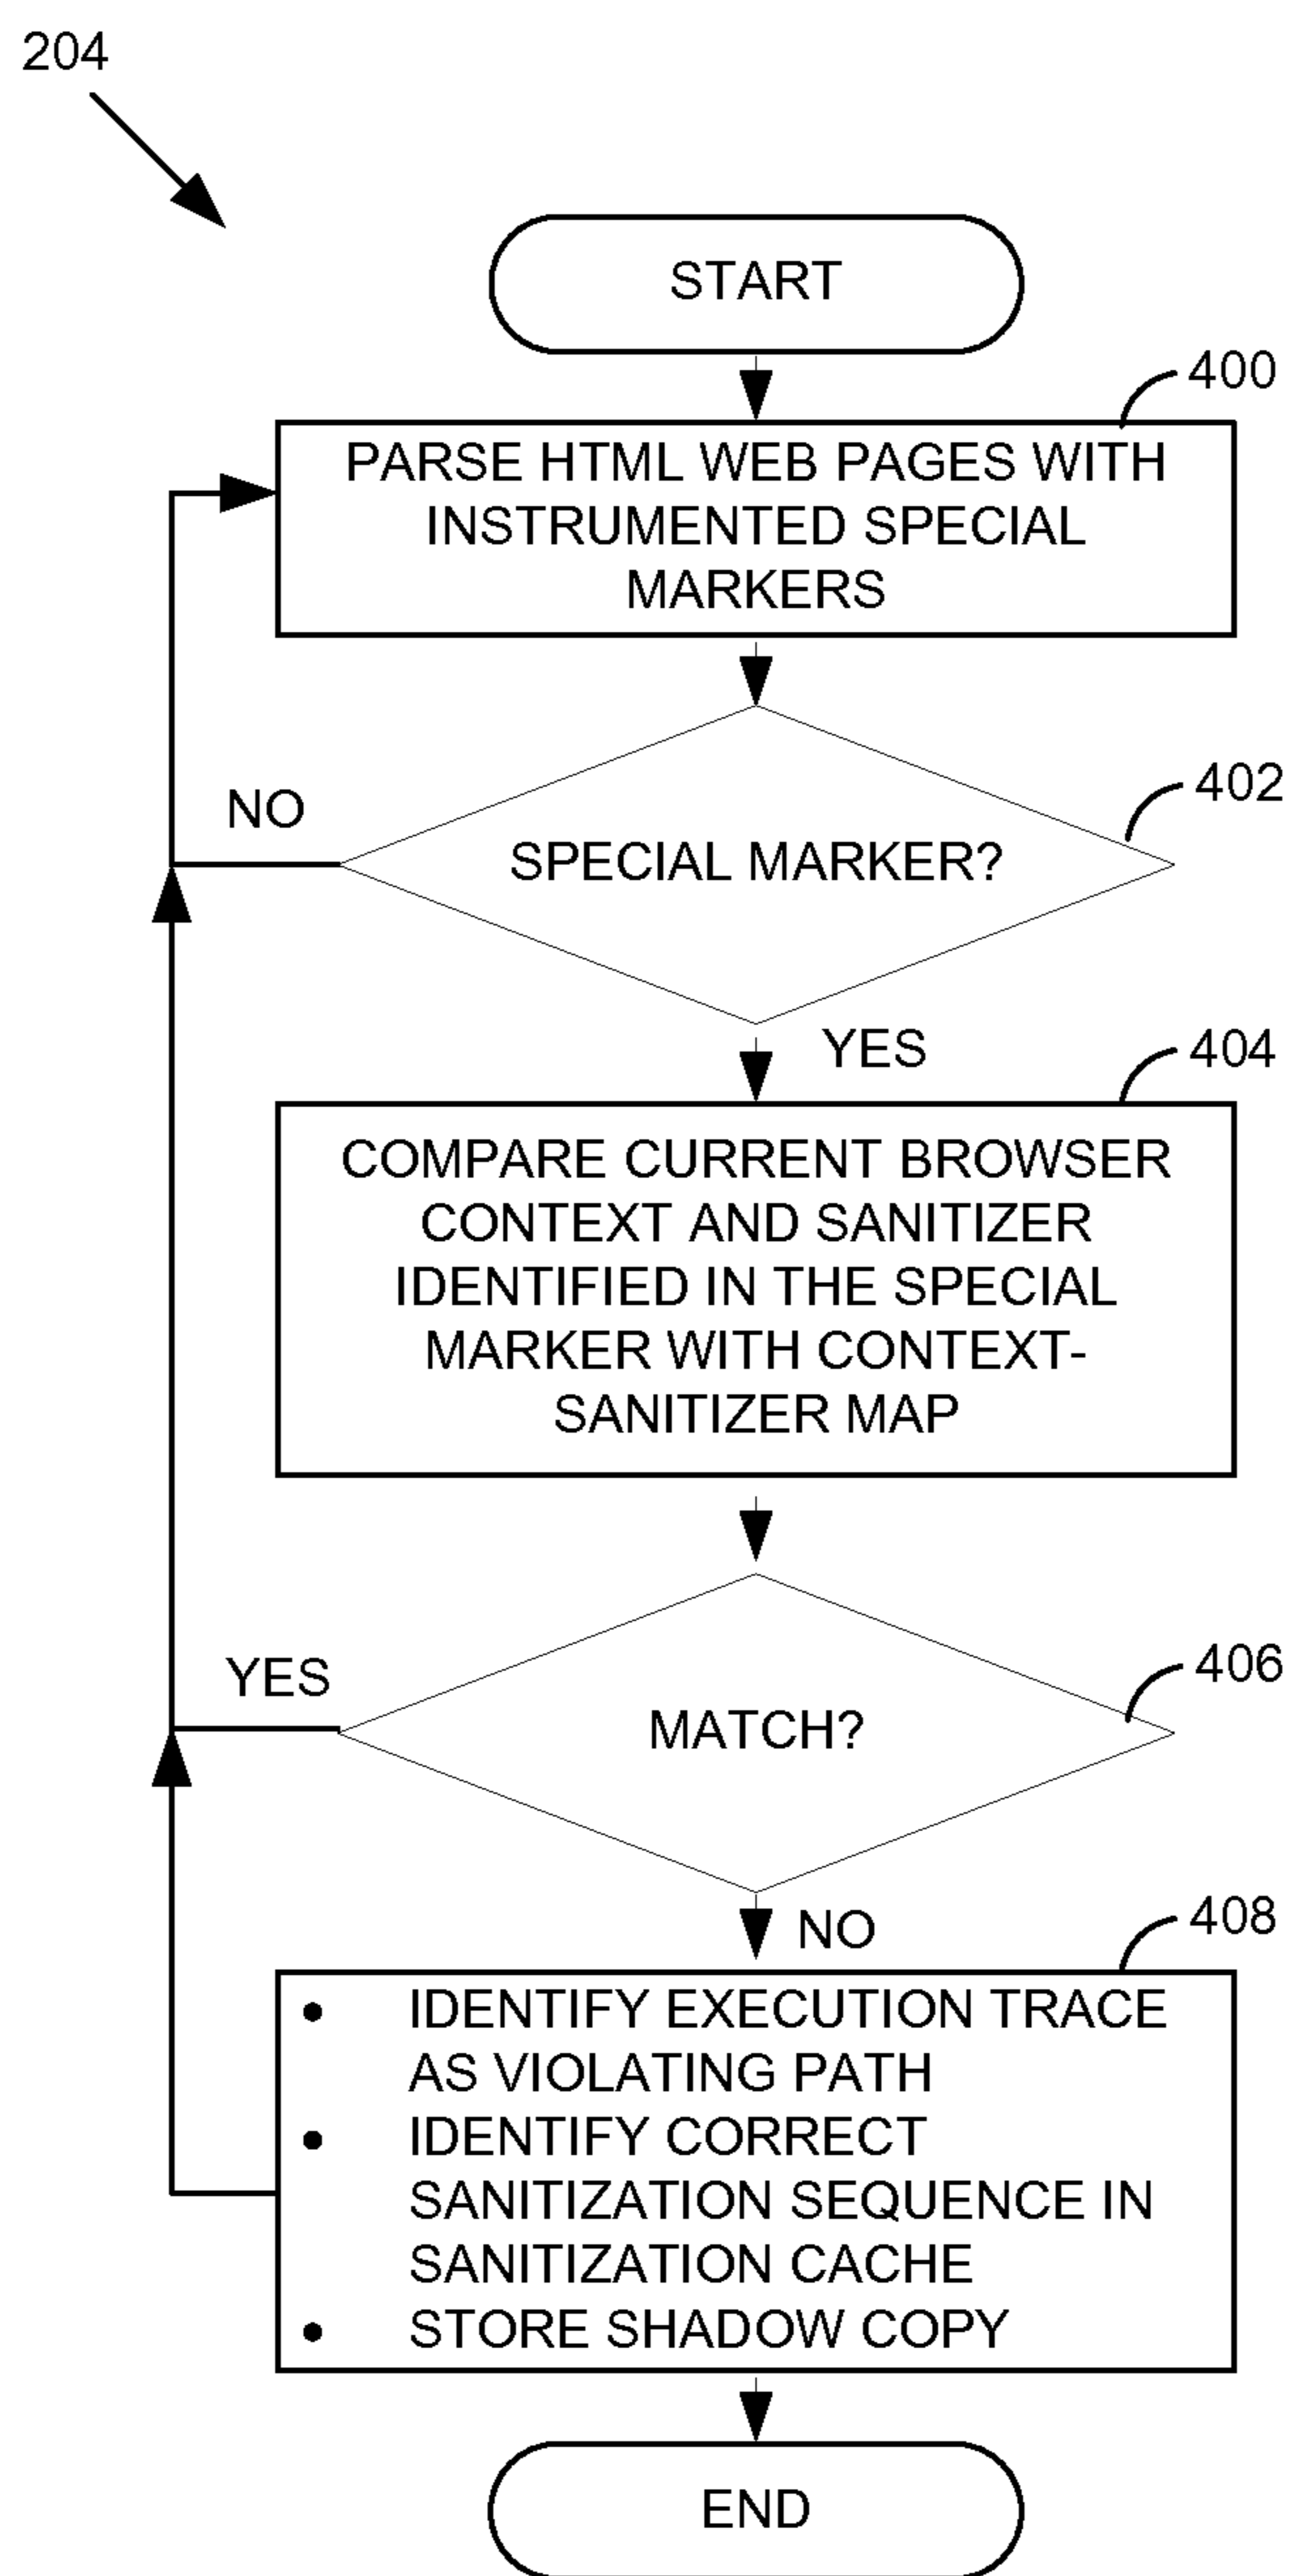 204
START
400
PARSE HTML WEB PAGES WITH
INSTRUMENTED SPECIAL
MARKERS
402
NO
SPECIAL MARKER?
YES
404
COMPARE CURRENT BROWSER
CONTEXT AND SANITIZER
IDENTIFIED IN THE SPECIAL
MARKER WITH CONTEXT-
SANITIZER MAP
406
YES
MATCH?
NO
408
• IDENTIFY EXECUTION TRACE
AS VIOLATING PATH
• IDENTIFY CORRECT
SANITIZATION SEQUENCE IN
SANITIZATION CACHE
• STORE SHADOW COPY
END